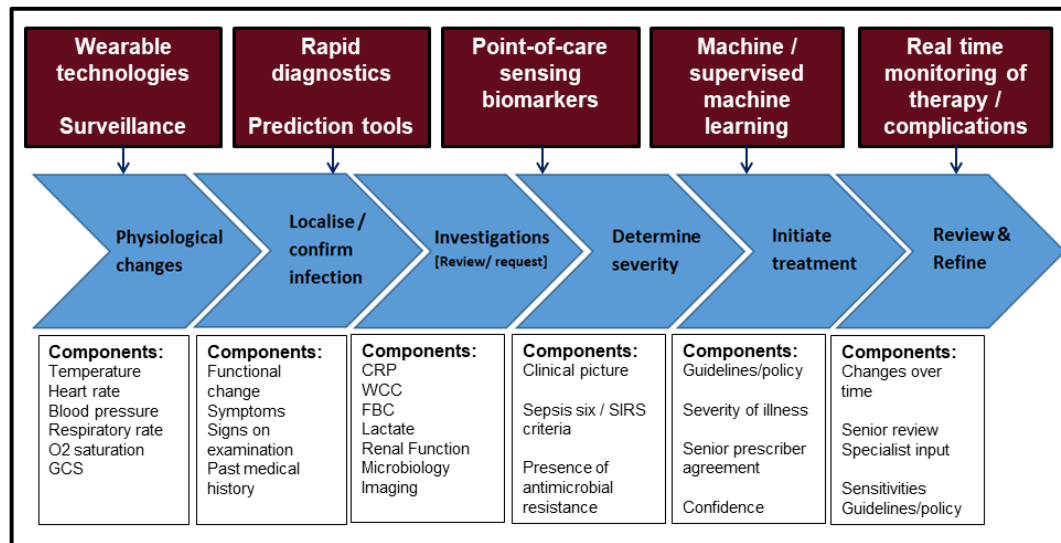 Wearable
technologies
Surveillance
Rapid
diagnostics
Prediction tools
Point-of-care
sensing
biomarkers
Machine /
supervised
machine
learning
Real time
monitoring of
therapy /
complications
Physiological
changes
Localise /
confirm
infection
Investigations
[Review/ request]
Determine
severity
Initiate
treatment
Review &
Refine
Components:
Temperature
Heart rate
Blood pressure
Respiratory rate
O2 saturation
GCS
Components:
Functional
change
Symptoms
Signs on
examination
Past medical
history
Components:
CRP
WCC
FBC
Lactate
Renal Function
Microbiology
Imaging
Components:
Clinical picture
Sepsis six / SIRS
criteria
Presence of
antimicrobial
resistance
Components:
Guidelines/policy
Severity of illness
Senior prescriber
agreement
Confidence
Components:
Changes over
time
Senior review
Specialist input
Sensitivities
Guidelines/policy